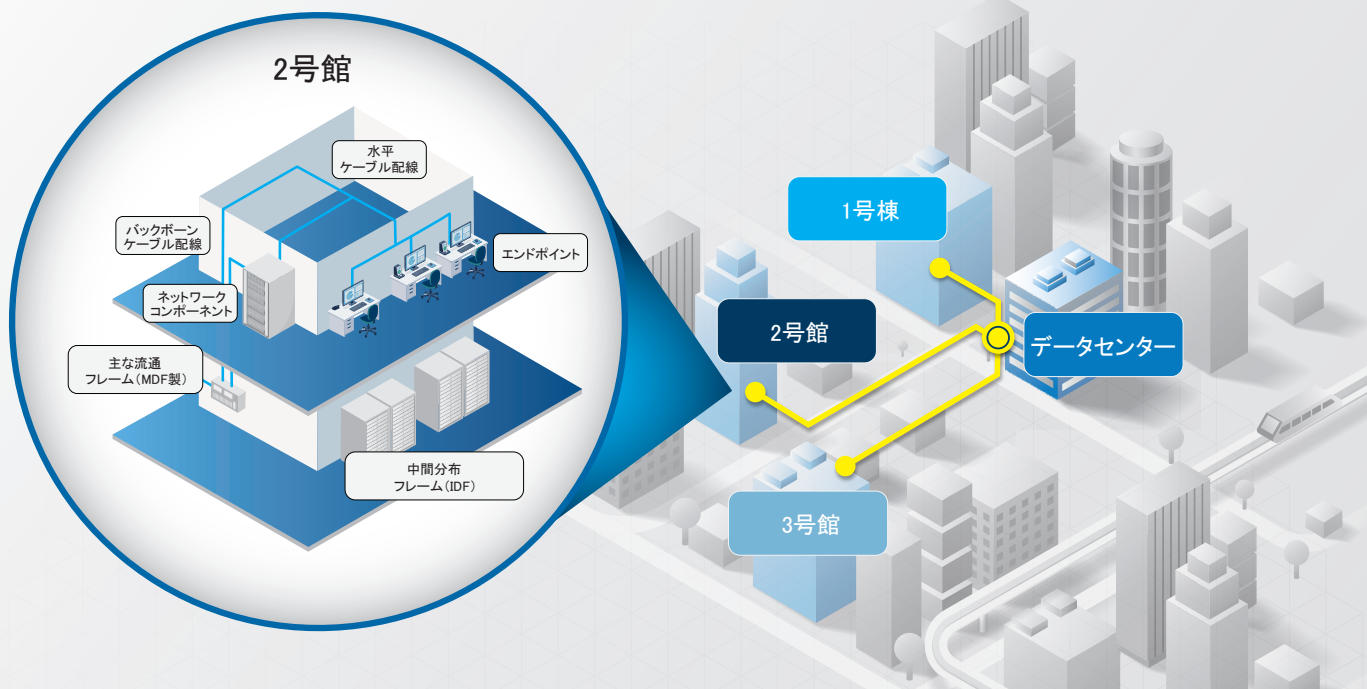 2号館
水平
ケーブル配線
バックボーン
ケーブル配線
エンドポイント
ネットワーク
コンポーネント
主な流通
フレーム(MDF製)
中間分布
フレーム(IDF)
1号棟
2号館
データセンター
3号館